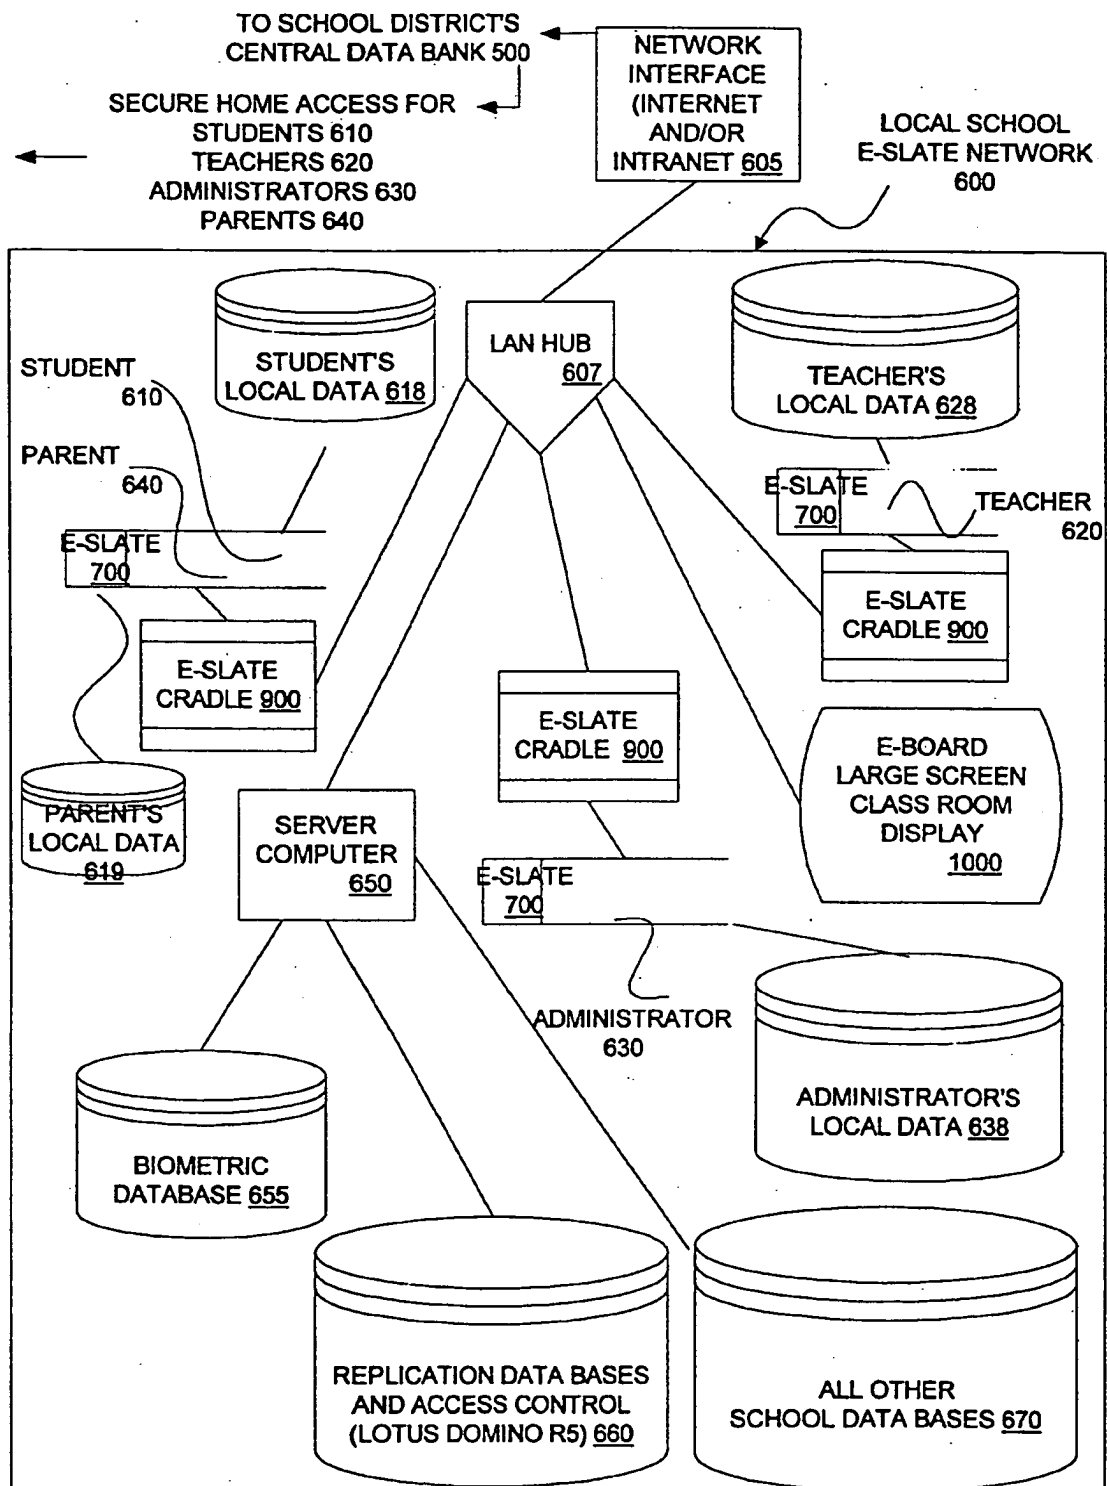 TO SCHOOL DISTRICT'S
CENTRAL DATA BANK 500
NETWORK
INTERFACE
(INTERNET
AND/OR
INTRANET 605
SECURE HOME ACCESS FOR
STUDENTS 610
TEACHERS 620
ADMINISTRATORS 630
PARENTS 640
LOCAL SCHOOL
E-SLATE NETWORK
600
STUDENT'S
LOCAL DATA 618
LAN HUB
607
TEACHER'S
LOCAL DATA 628
STUDENT
610
PARENT
640
E-SLATE
700
TEACHER
620
E-SLATE
700
E-SLATE
CRADLE 900
E-SLATE
CRADLE 900
E-SLATE
CRADLE 900
E-BOARD
LARGE SCREEN
CLASS ROOM
DISPLAY
1000
PARENT'S
LOCAL DATA
619
SERVER
COMPUTER
650
E-SLATE
700
ADMINISTRATOR
630
ADMINISTRATOR'S
LOCAL DATA 638
BIOMETRIC
DATABASE 655
REPLICATION DATA BASES
AND ACCESS CONTROL
(LOTUS DOMINO R5) 660
ALL OTHER
SCHOOL DATA BASES 670